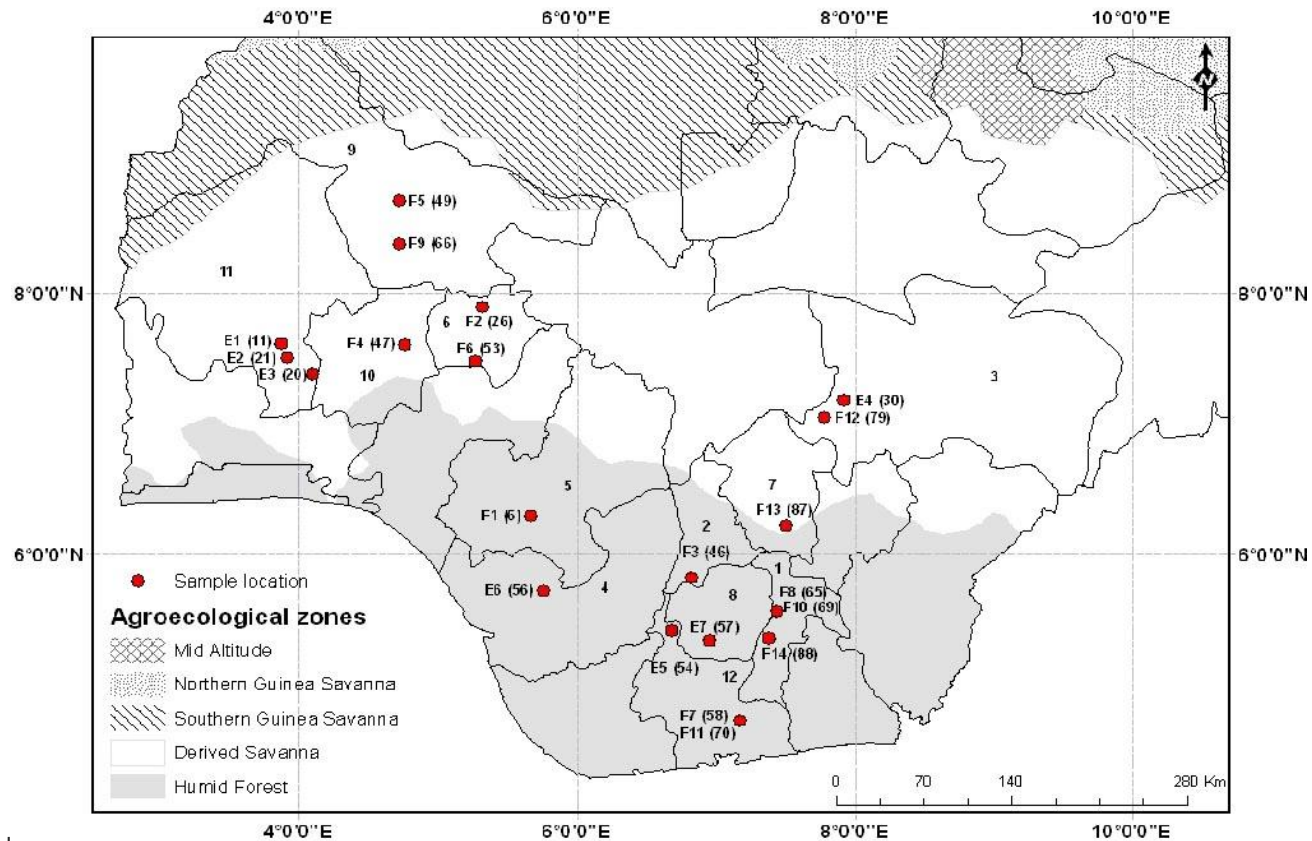 4°0'0"E 6°0'0"E 8°0'0"E 10°0'0"E
N
9
F5 (49)
F9 (66)
11
8°0'0"N 8°0'0"N
F2 (26)
6
E1 (11)
F4 (47)
F6 (53)
E2 (21)
E3 (20)
10
3
E4 (30)
F12 (79)
5
7
F1 (6)
F13 (87)
2
F3 (46)
6°0'0"N 6°0'0"N
1
Sample location
E6 (56)
4
8
F8 (65)
F10 (69)
Agroecological zones
E7 (57)
Mid Altitude
F14 (88)
E5 (54)
12
Northern Guinea Savanna
F7 (58)
Southern Guinea Savanna
F11 (70)
Derived Savanna
Humid Forest
0 70 140 280 Km
4°0'0"E 6°0'0"E 8°0'0"E 10°0'0"E